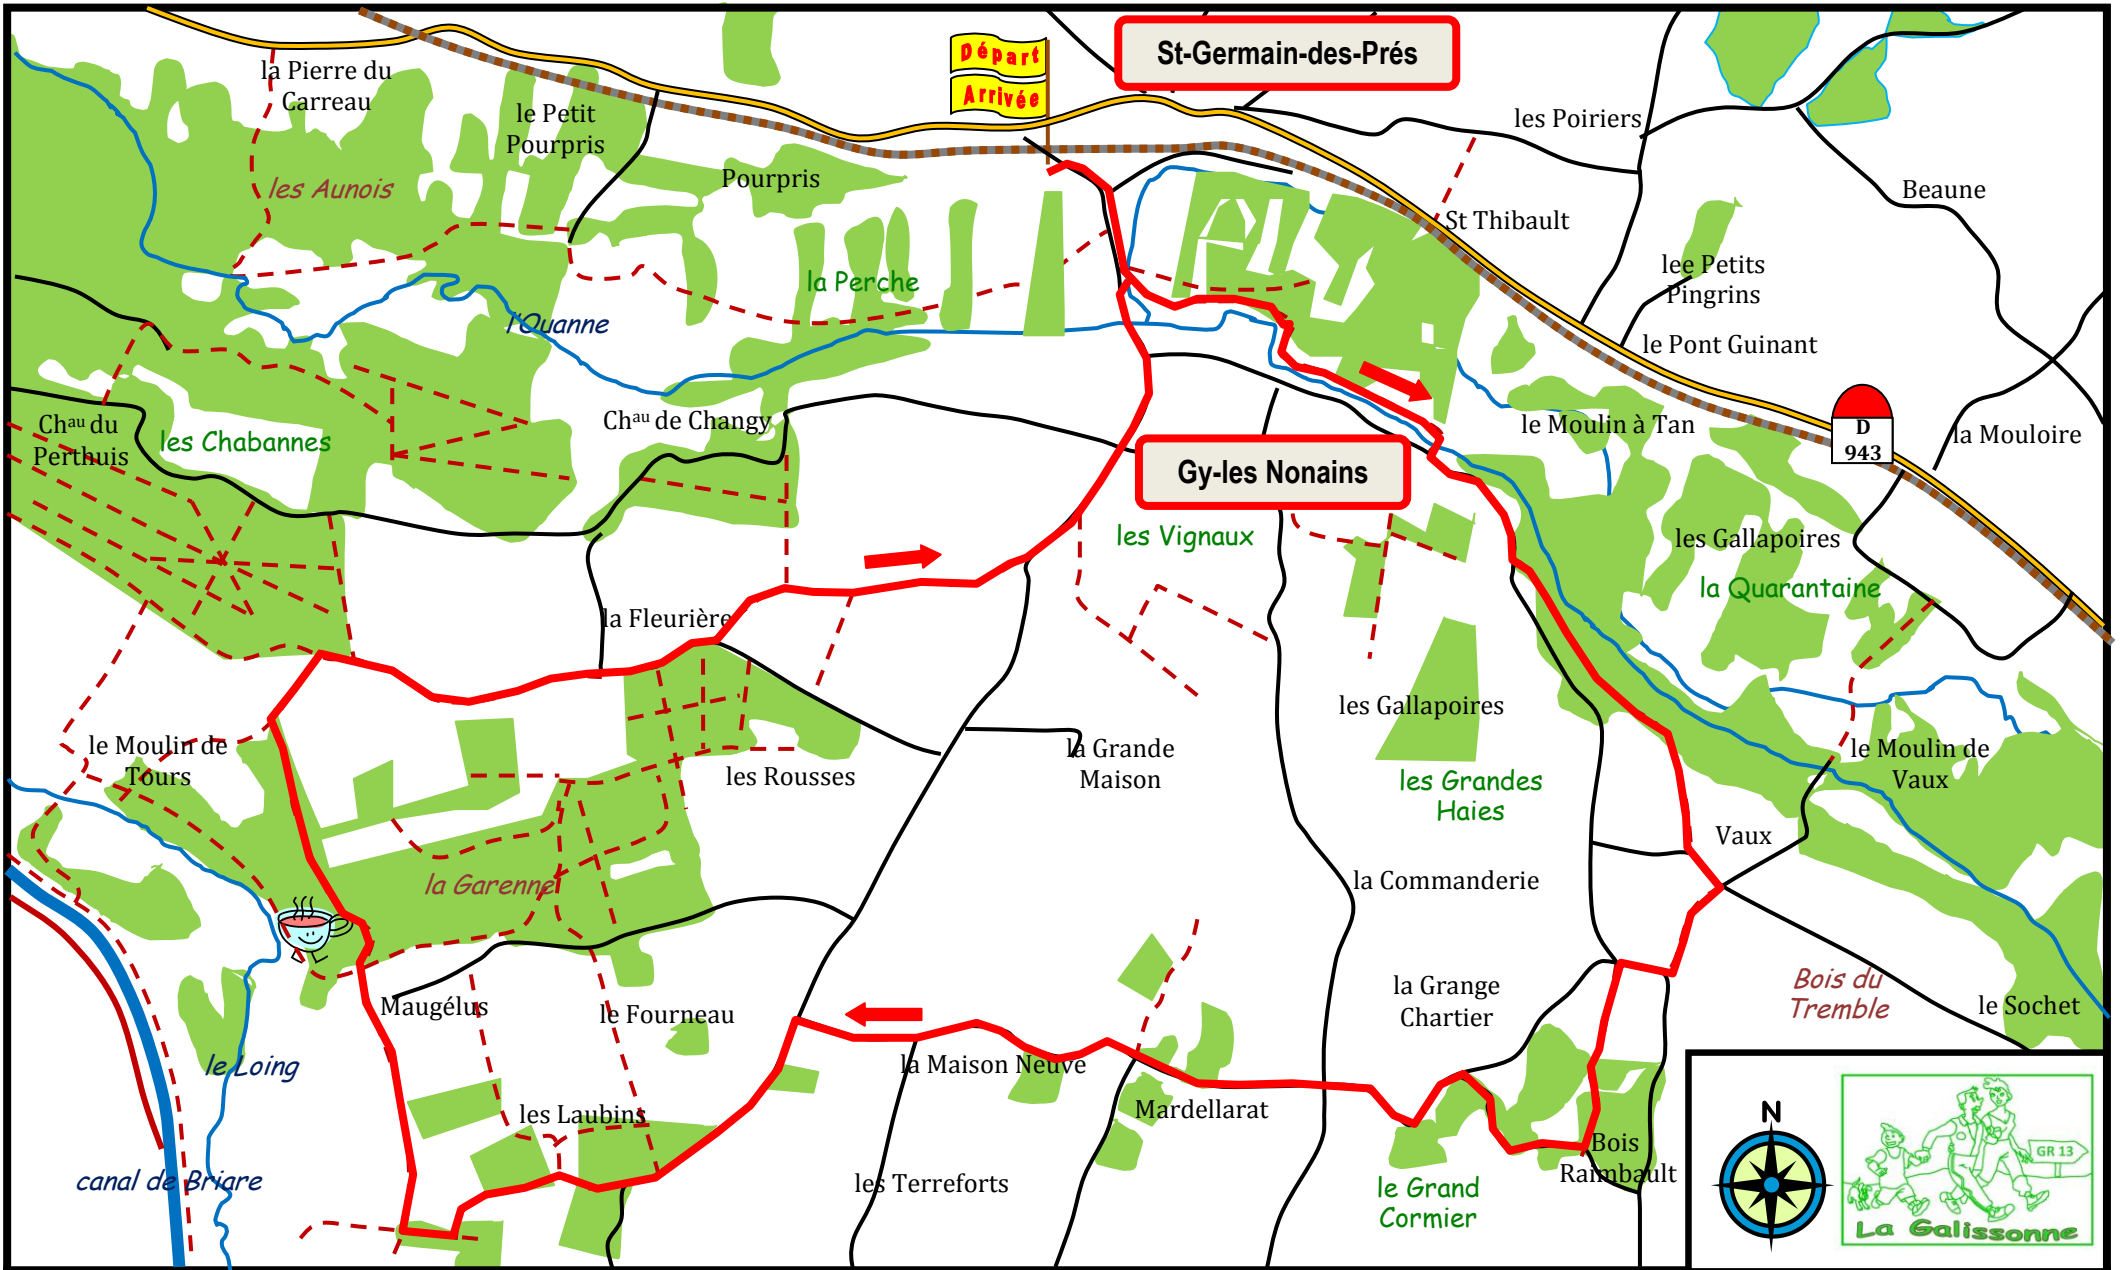 St-Germain-des-Prés
Départ
Arrivée
la Pierre du
Carreau
le Petit
Pourpris
les Poiriers
les Aunois
Pourpris
Beaune
St Thibault
la Perche
lee Petits
Pingrins
l'Ouanne
le Pont Guinant
Chau du
Perthuis
les Chabannes
Chau de Changy
le Moulin à Tan
D
943
la Mouloire
Gy-les Nonains
les Vignaux
les Gallapoires
la Quarantaine
la Fleurière
les Gallapoires
le Moulin de
Tours
les Rousses
la Grande
Maison
les Grandes
Haies
le Moulin de
Vaux
Vaux
la Garenne
la Commanderie
Maugélus
le Fourneau
la Grange
Chartier
Bois du
Tremble
le Sochet
le Loing
la Maison Neuve
les Laubins
Mardellarat
Bois
Raimbault
canal de Briare
les Terreforts
le Grand
Cormier
N
GR 13
La Galissonne